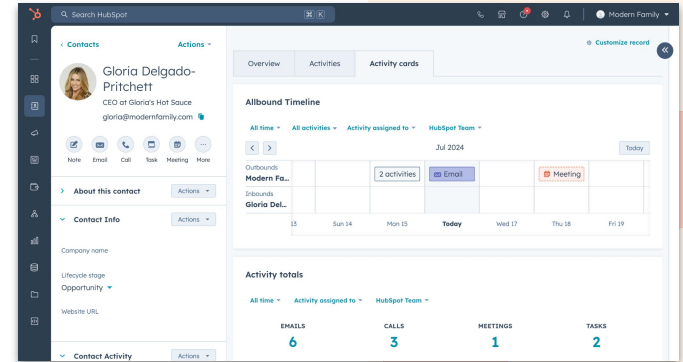 Search HubSpot
⌘ K
Modern Family
Contacts
Actions
Gloria Delgado-
Pritchett
CEO at Gloria's Hot Sauce
gloria@modernfamily.com
Note Email Call Task Meeting More
About this contact
Actions
Contact Info
Actions
Company name
Lifecycle stage
Opportunity
Website URL
Contact Activity
Actions
Customize record
Overview Activities Activity cards
Allbound Timeline
All time All activities Activity assigned to HubSpot Team
Jul 2024
Today
Outbounds
Modern Fa...
2 activities
Email
Meeting
Inbounds
Gloria Del...
13 Sun 14 Mon 15 Today Wed 17 Thu 18 Fri 19
Activity totals
All time Activity assigned to HubSpot Team
EMAILS CALLS MEETINGS TASKS
6 3 1 2